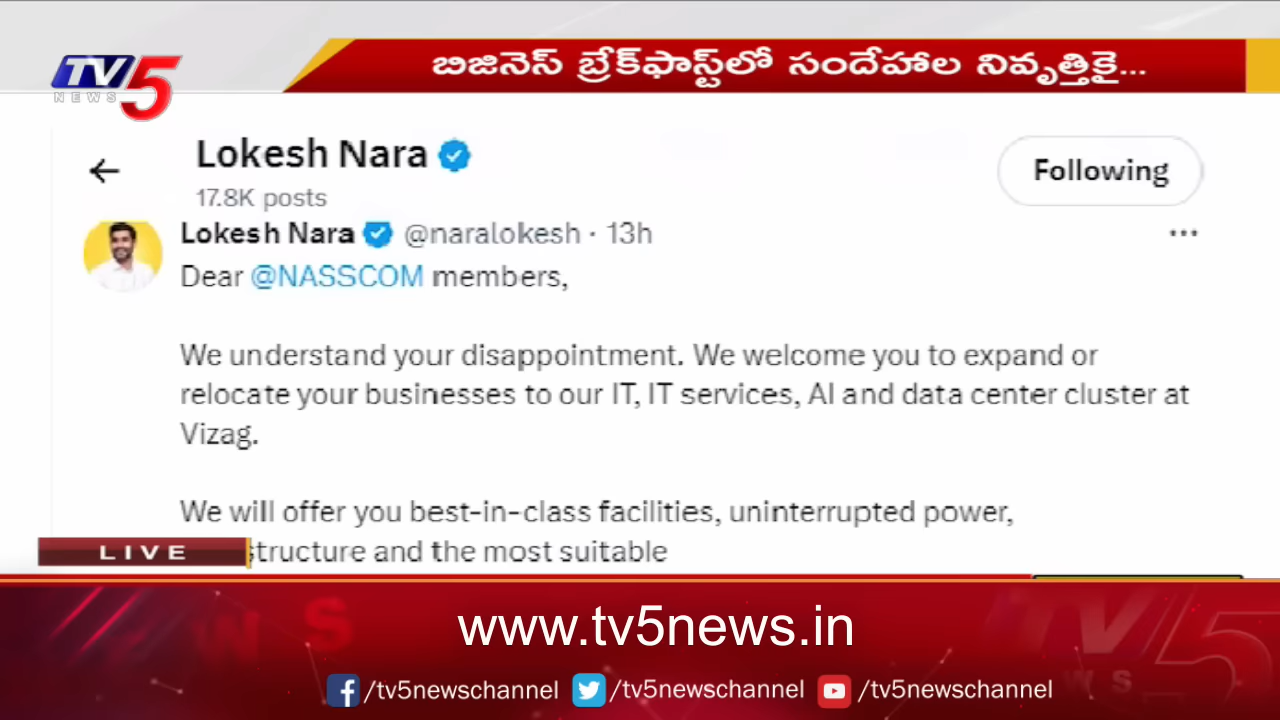 బిజినెస్ బ్రేక్‌ఫాస్ట్‌లో సందేహాల నివృత్తికై...
TV5
NEWS
Lokesh Nara
Following
17.8K posts
Lokesh Nara @naralokesh · 13h
Dear @NASSCOM members,
We understand your disappointment. We welcome you to expand or
relocate your businesses to our IT, IT services, AI and data center cluster at
Vizag.
We will offer you best-in-class facilities, uninterrupted power,
structure and the most suitable
LIVE
www.tv5news.in
/tv5newschannel /tv5newschannel /tv5newschannel